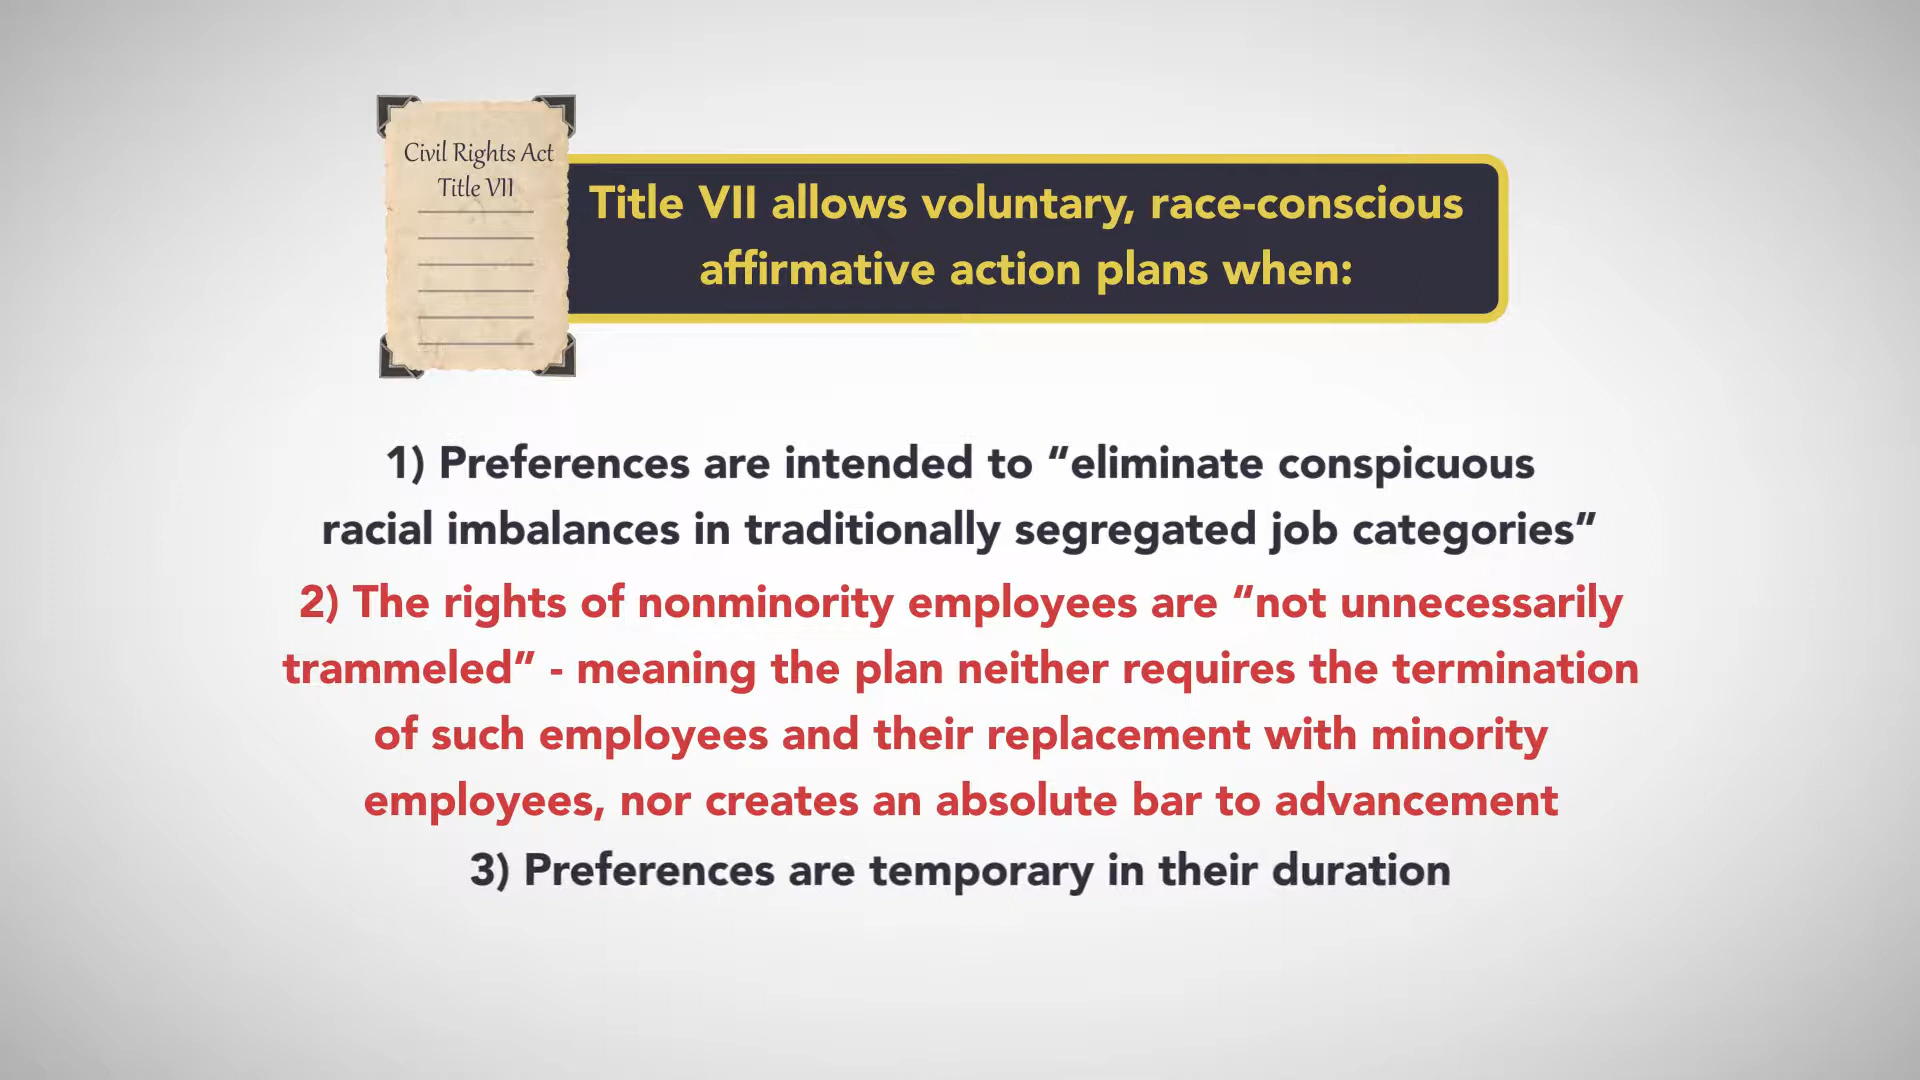 Civil Rights Act
Title VII
Title VII allows voluntary, race-conscious
affirmative action plans when:
1) Preferences are intended to “eliminate conspicuous
racial imbalances in traditionally segregated job categories”
2) The rights of nonminority employees are “not unnecessarily
trammeled” - meaning the plan neither requires the termination
of such employees and their replacement with minority
employees, nor creates an absolute bar to advancement
3) Preferences are temporary in their duration